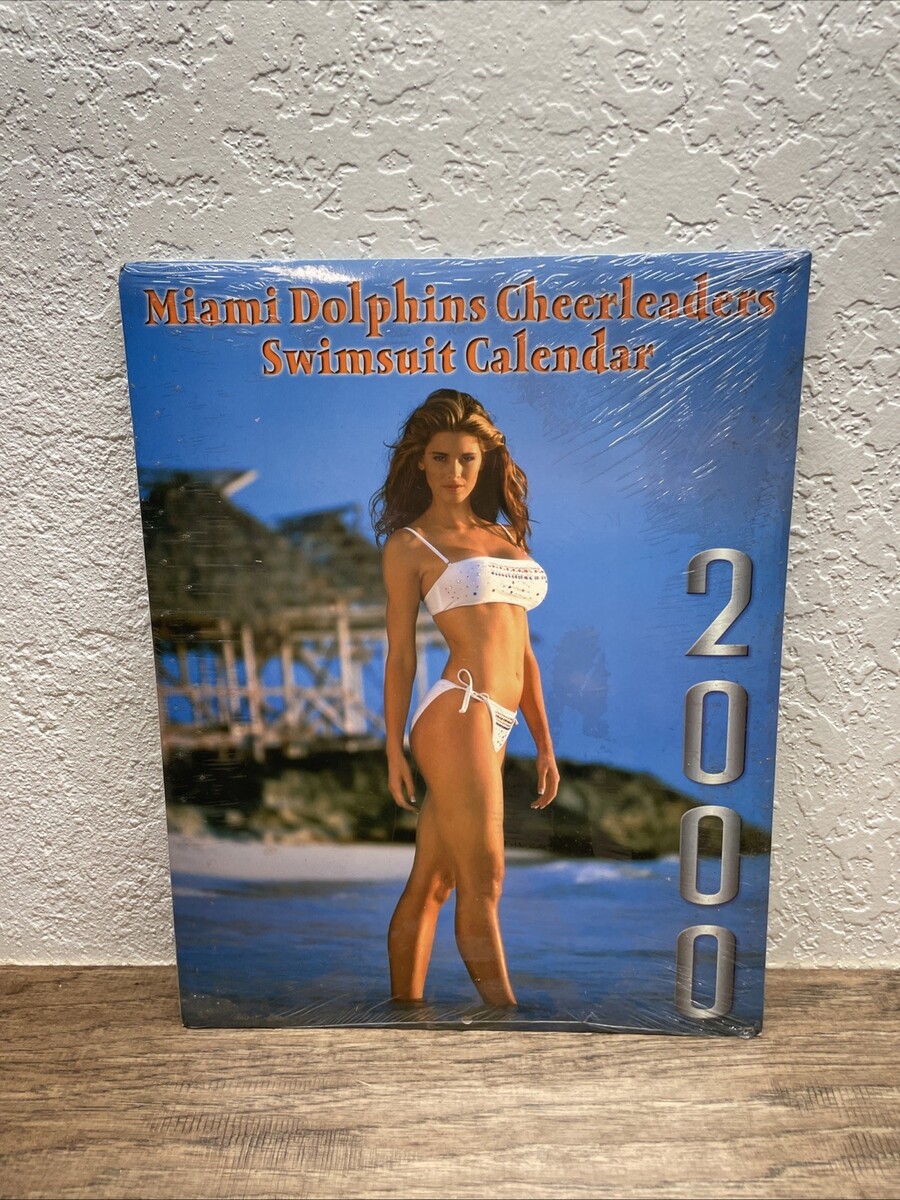 Miami Dolphins Cheerleaders
Swimsuit Calendar
2000